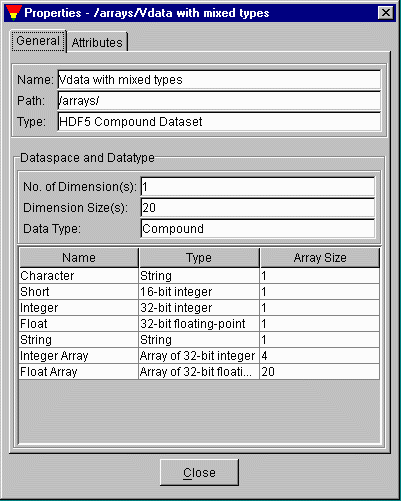 Properties - /arrays/Vdata with mixed types
General Attributes
Name: Vdata with mixed types
Path: /arrays/
Type: HDF5 Compound Dataset
Dataspace and Datatype
No. of Dimension(s): 1
Dimension Size(s): 20
Data Type: Compound
Name Type Array Size
Character String 1
Short 16-bit integer 1
Integer 32-bit integer 1
Float 32-bit floating-point 1
String String 1
Integer Array Array of 32-bit integer 4
Float Array Array of 32-bit floati... 20
Close